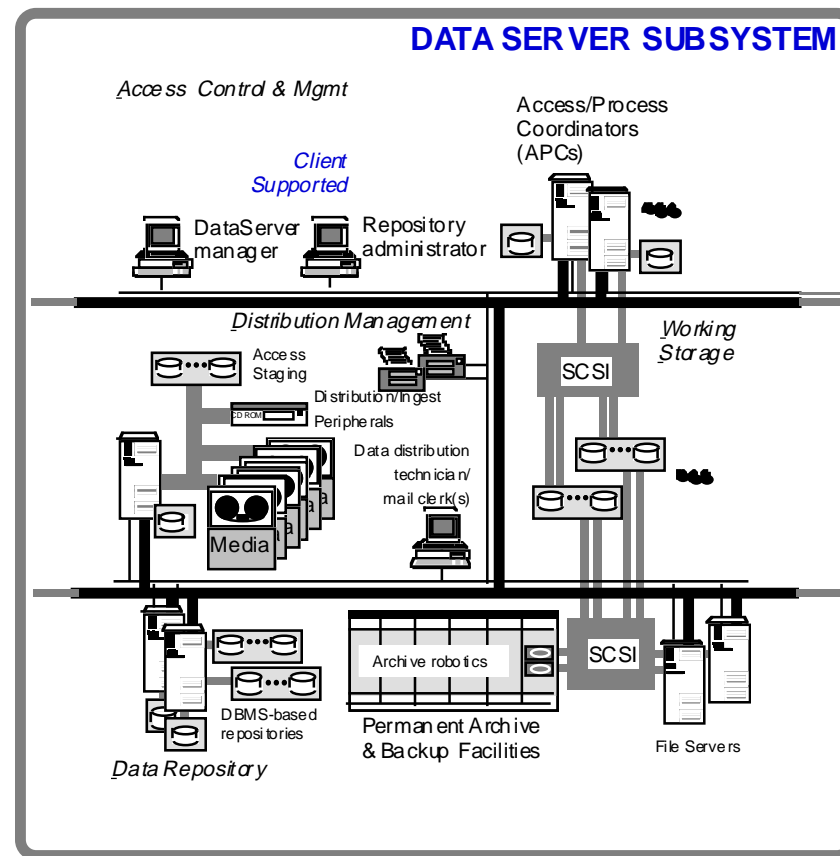 DATA SERVER SUBSYSTEM
Access Control & Mgmt
Access/Process
Coordinators
(APCs)
Client
Supported
DataServer
manager
Repository
administrator
Distribution Management
Working
Storage
Access
Staging
SCSI
Distribution/Ingest
Peripherals
CD ROM
Data distribution
technician/
mail clerk(s)
Media
Archive robotics
SCSI
DBMS-based
repositories
Permanent Archive
& Backup Facilities
File Servers
Data Repository